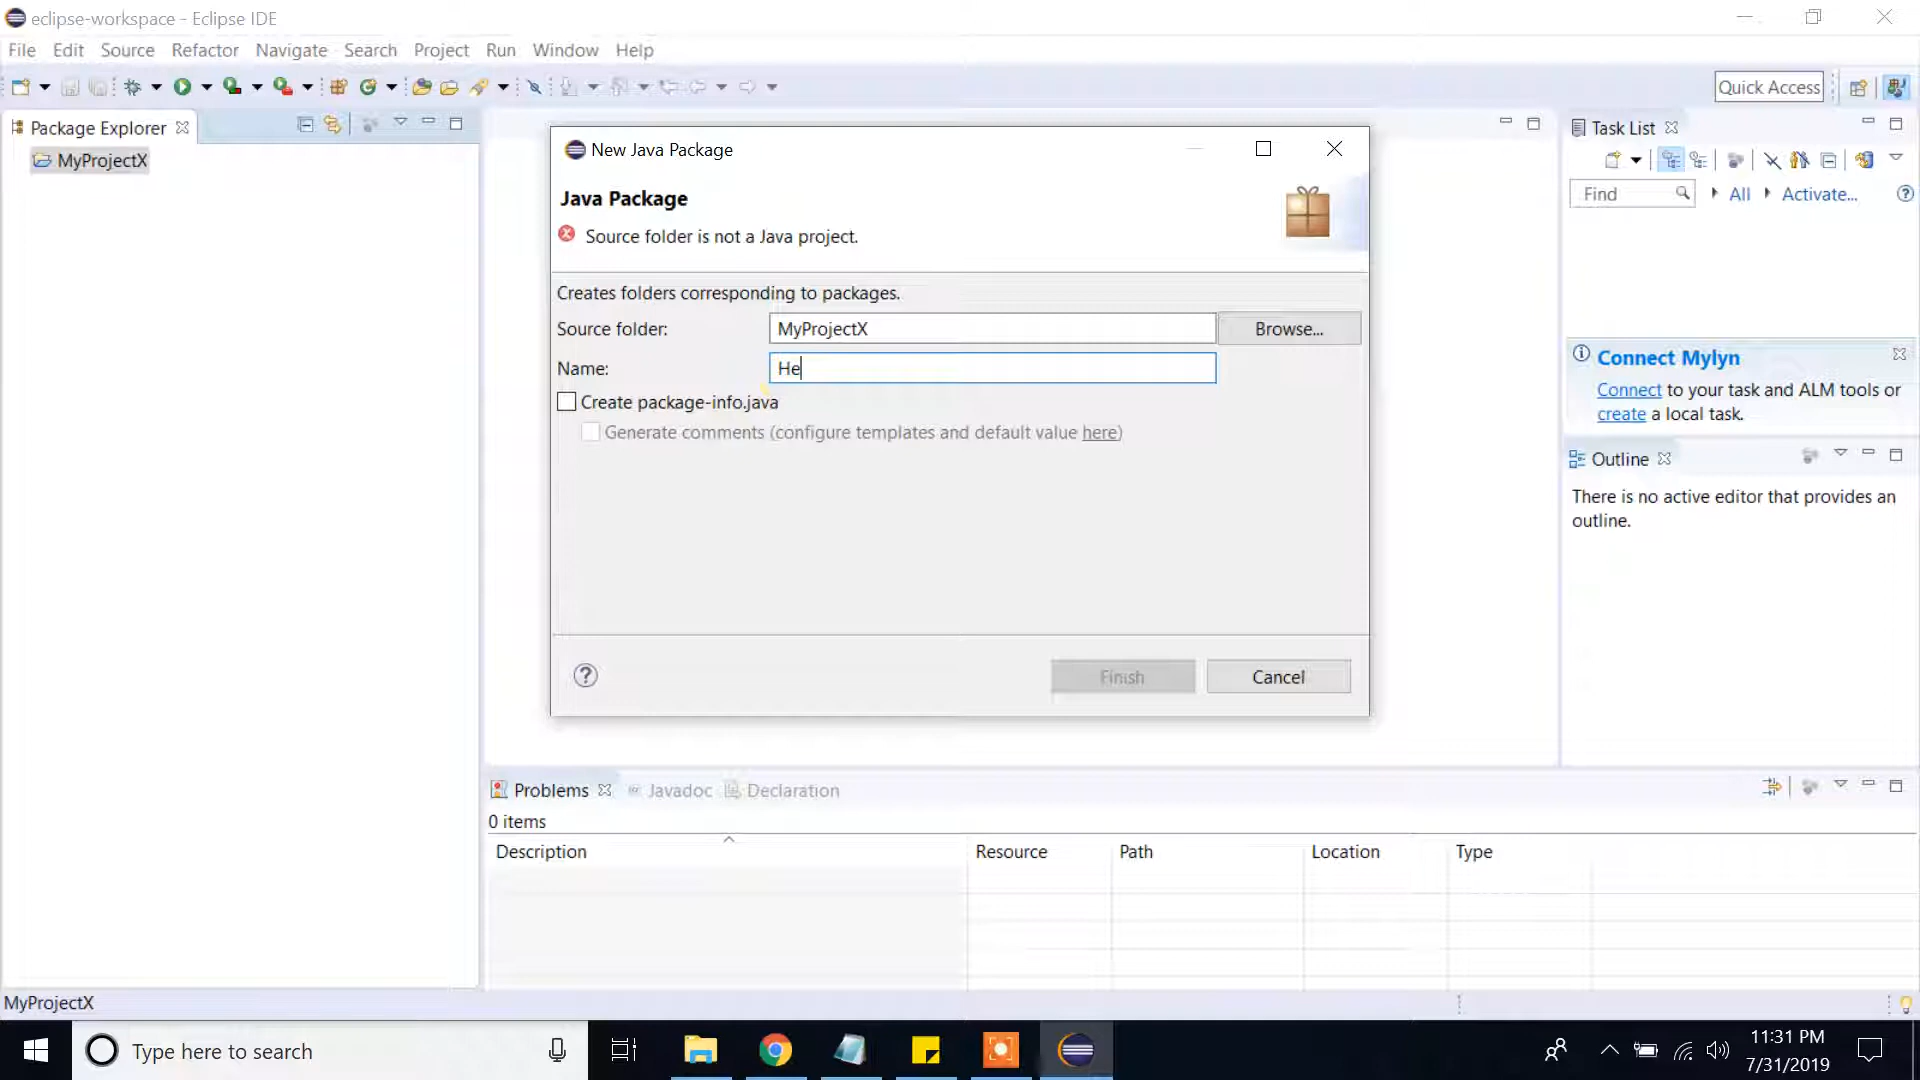 eclipse-workspace - Eclipse IDE
File Edit Source Refactor Navigate Search Project Run Window Help
Quick Access
Package Explorer
MyProjectX
New Java Package
Java Package
Source folder is not a Java project.
Creates folders corresponding to packages.
Source folder: MyProjectX Browse...
Name: He
Create package-info.java
Generate comments (configure templates and default value here)
Finish Cancel
Task List
Find All Activate...
Connect Mylyn
Connect to your task and ALM tools or
create a local task.
Outline
There is no active editor that provides an
outline.
Problems Javadoc Declaration
0 items
Description Resource Path Location Type
MyProjectX
Type here to search
11:31 PM
7/31/2019